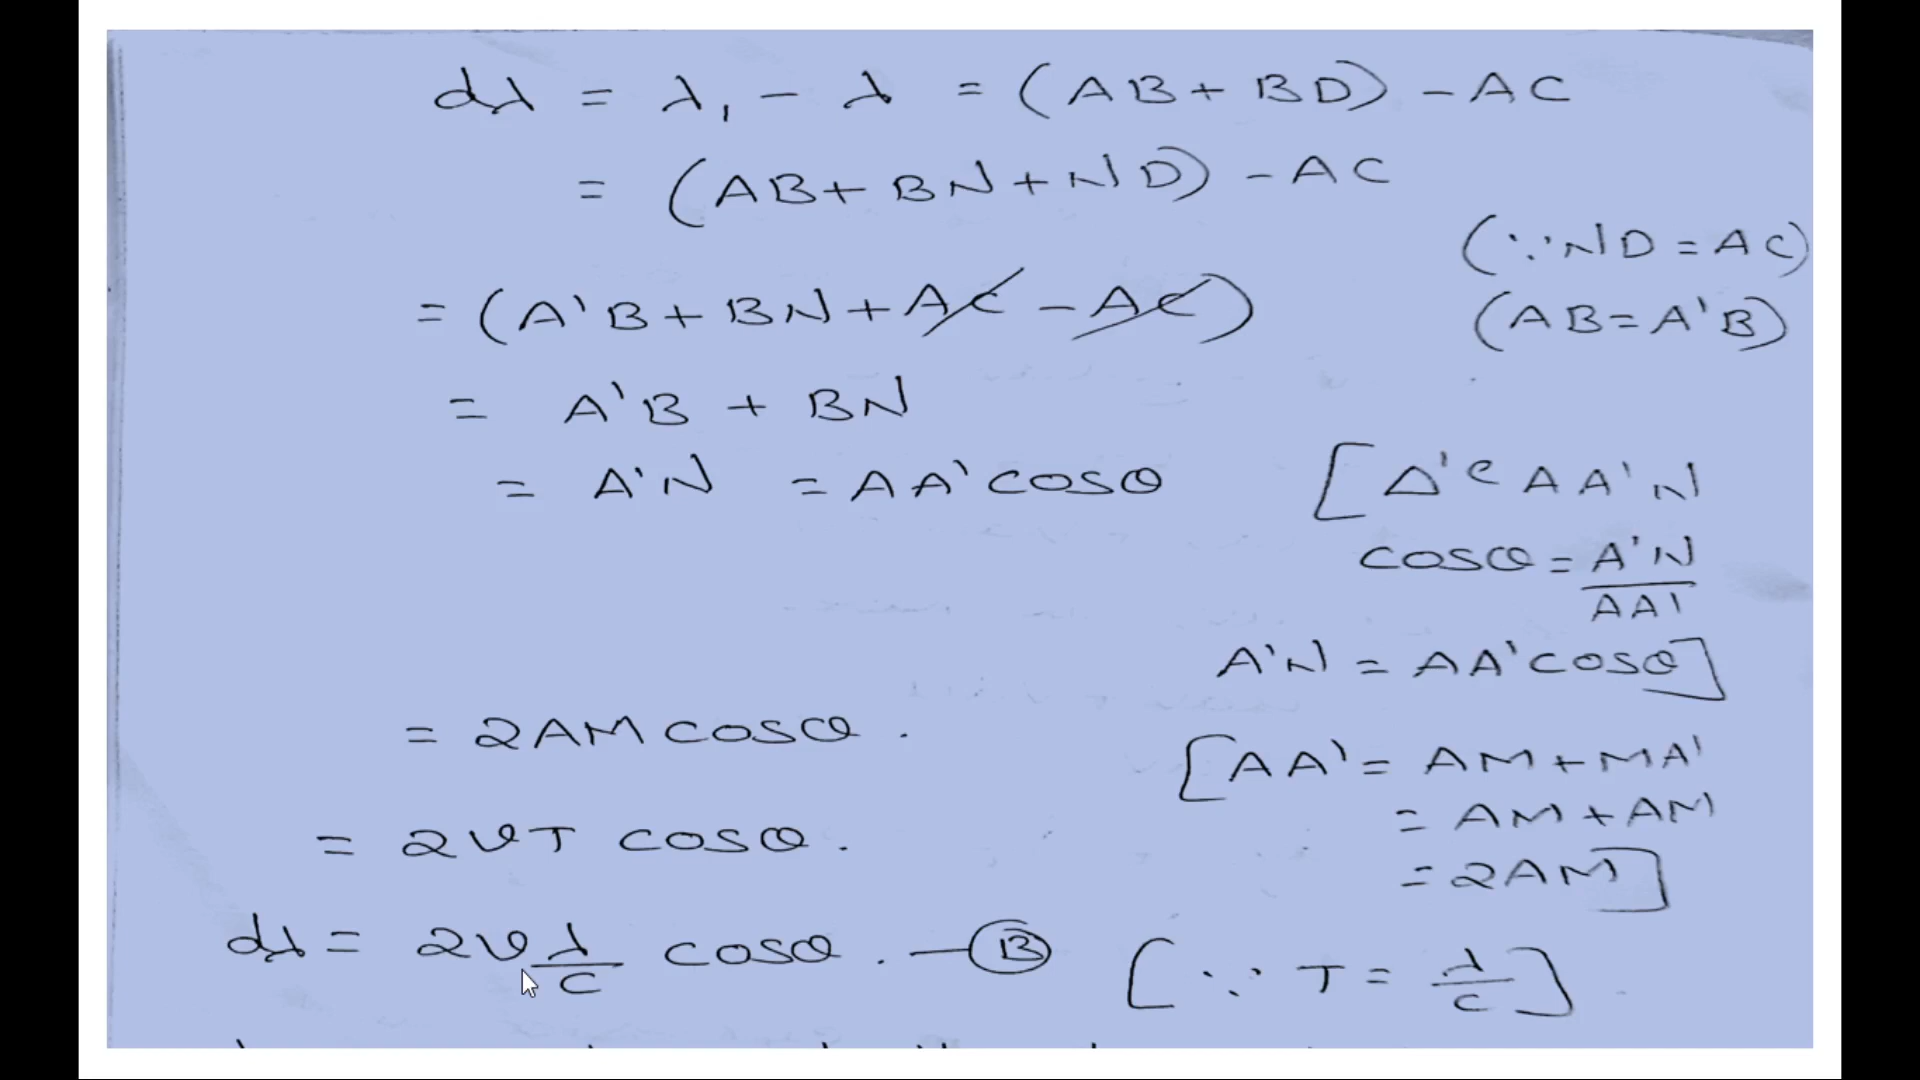 dλ = λ₁ - λ = (AB + BD) - AC
= (AB + BN + ND) - AC
(∵ ND = AC)
= (A'B + BN + AC - AC)
(AB = A'B)
= A'B + BN
= A'N = AA' cosθ
[Δ'e AA'N
cosθ = A'N / AA'
A'N = AA' cosθ]
= 2AM cosθ.
[AA' = AM + MA'
= AM + AM
= 2AM]
= 2vT cosθ.
dλ = 2v λ/c cosθ. — B
[∵ T = λ/c]